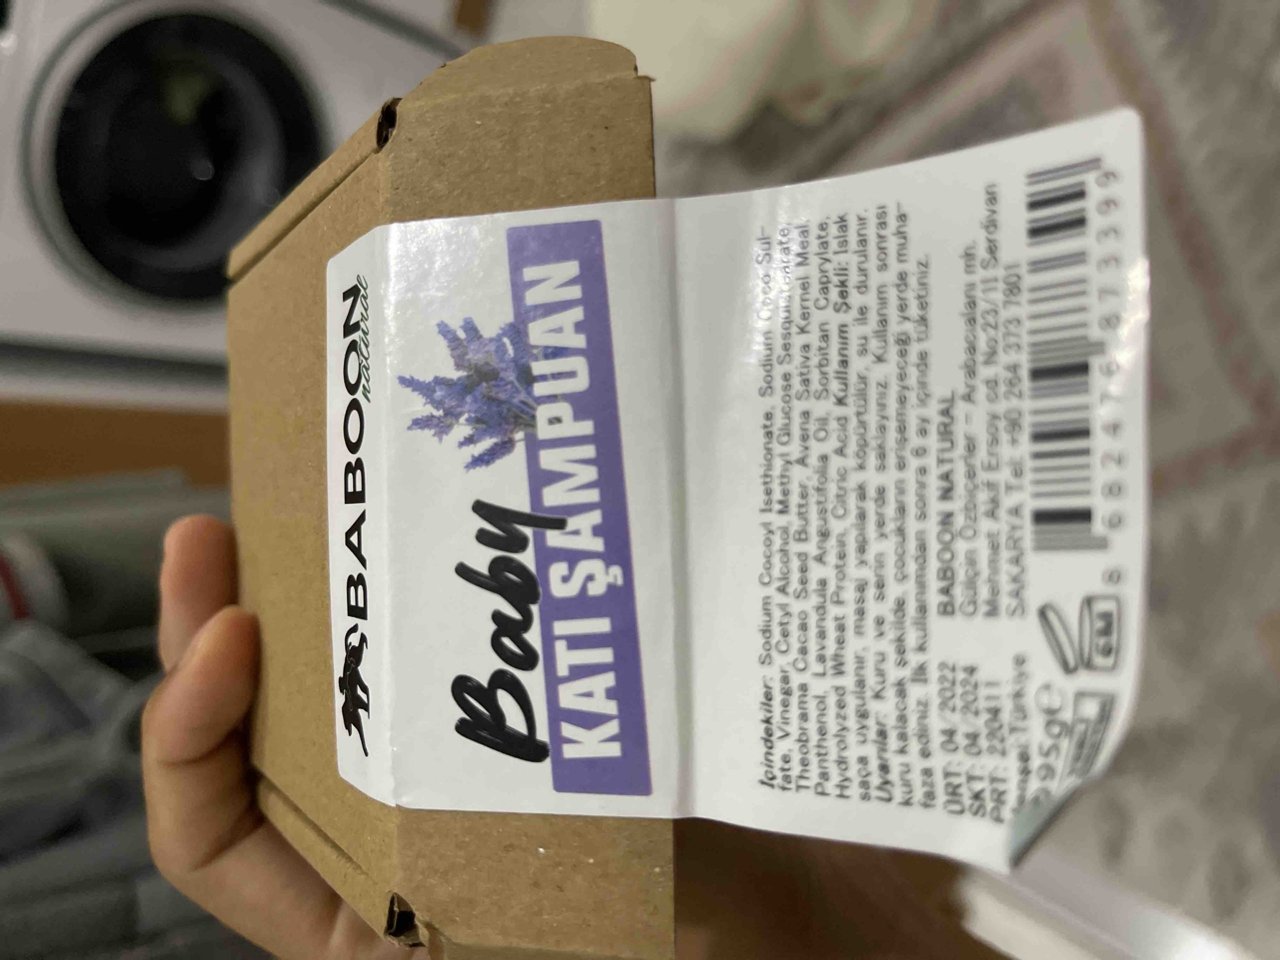 BABOON
natural
Baby
KATI ŞAMPUAN
İçindekiler: Sodium Cocoyl Isethionate, Sodium Coco Sul-
fate, Vinegar, Cetyl Alcohol, Methyl Glucose
Theobrama Cacao Seed Butter, Avena Sativa Kernel Meal,
Panthenol, Lavandula Angustifolia Oil, Sorbitan Caprylate,
Hydrolyzed Wheat Protein, Citric Acid Kullanım Şekli: Islak
saça uygulanır, masaj yapılarak köpürtülür, su ile durulanır.
Uyarılar: Kuru ve serin yerde saklayınız. Kullanım sonrası
kuru kalacak şekilde, çocukların erişemeyeceği yerde muha-
faza ediniz. İlk kullanımdan sonra 6 ay içinde tüketiniz.
ÜRT: 04/2022
SKT: 04/2024
PRT: 220411
Menşei Türkiye
95g e
6M
BABOON NATURAL
Gülçin Özbiçerler – Arabacıalanı mh.
Mehmet Akif Ersoy cd. No:23/11 Serdivan
SAKARYA Tel: +90 264 373 7801
8 682476 873399